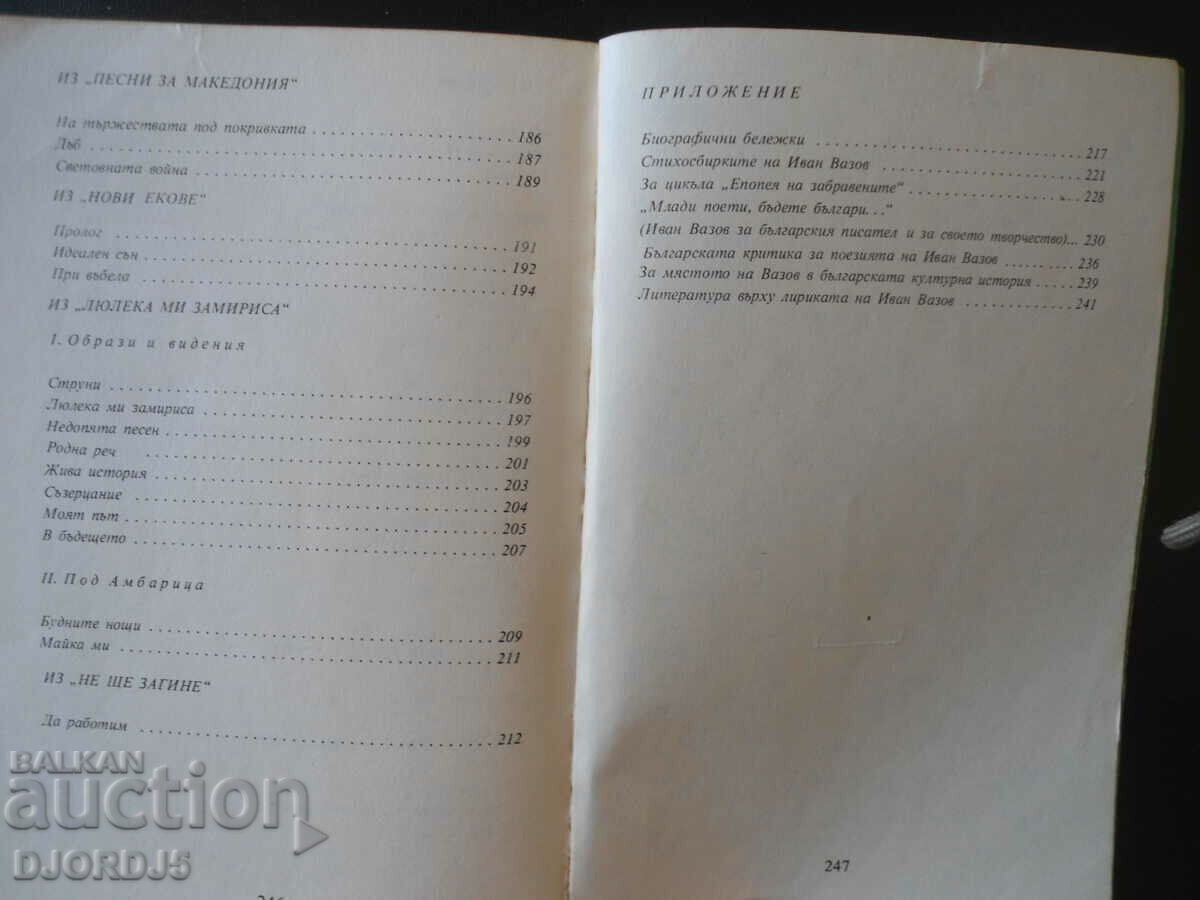 ИЗ „ПЕСНИ ЗА МАКЕДОНИЯ“
На тържествата под покривката . . . . . . . . . . . . . . . . 186
Дъб . . . . . . . . . . . . . . . . 187
Световната война . . . . . . . . . . . . . . . . 189
ИЗ „НОВИ ЕКОВЕ“
Пролог . . . . . . . . . . . . . . . . 191
Идеален сън . . . . . . . . . . . . . . . . 192
При въбела . . . . . . . . . . . . . . . . 194
ИЗ „ЛЮЛЕКА МИ ЗАМИРИСА“
I. Образи и видения
Струни . . . . . . . . . . . . . . . . 196
Люлека ми замириса . . . . . . . . . . . . . . . . 197
Недопята песен . . . . . . . . . . . . . . . . 199
Родна реч . . . . . . . . . . . . . . . . 201
Жива история . . . . . . . . . . . . . . . . 203
Съзерцание . . . . . . . . . . . . . . . . 204
Моят път . . . . . . . . . . . . . . . . 205
В бъдещето . . . . . . . . . . . . . . . . 207
II. Под Амбарица
Будните нощи . . . . . . . . . . . . . . . . 209
Майка ми . . . . . . . . . . . . . . . . 211
ИЗ „НЕ ЩЕ ЗАГИНЕ“
Да работим . . . . . . . . . . . . . . . . 212
ПРИЛОЖЕНИЕ
Биографични бележки . . . . . . . . . . . . . . . . 217
Стихосбирките на Иван Вазов . . . . . . . . . . . . . . . . 221
За цикъла „Епопея на забравените“ . . . . . . . . . . . . . . . . 228
„Млади поети, бъдете българи. . .“
(Иван Вазов за българския писател и за своето творчество)... 230
Българската критика за поезията на Иван Вазов . . . . . . . . 236
За мястото на Вазов в българската културна история . . . . . 239
Литература върху лириката на Иван Вазов . . . . . . . . . . . . 241
247
BALKAN
auction
DJORDJ5